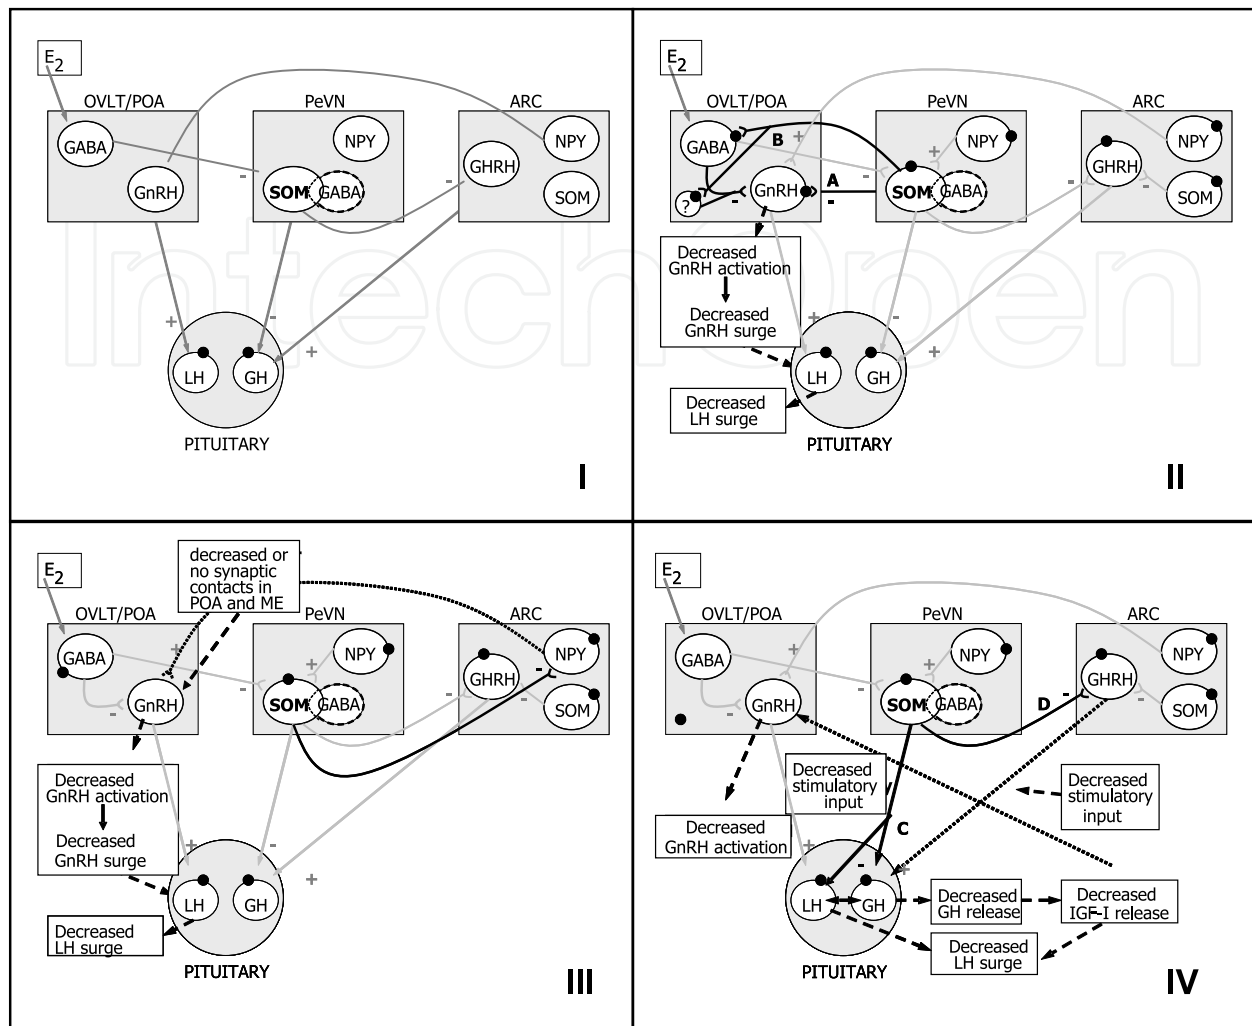 E2
OVLT/POA
PeVN
ARC
GABA
GnRH
NPY
SOM
GABA
GHRH
NPY
SOM
-
-
+
-
+
LH
GH
PITUITARY
I
E2
OVLT/POA
PeVN
ARC
GABA
?
GnRH
NPY
SOM
GABA
GHRH
NPY
SOM
B
A
+
-
+
-
-
-
-
Decreased
GnRH activation
Decreased
GnRH surge
+
-
+
LH
GH
Decreased
LH surge
PITUITARY
II
decreased or
no synaptic
contacts in
POA and ME
E2
OVLT/POA
PeVN
ARC
GABA
GnRH
NPY
SOM
GABA
GHRH
NPY
SOM
+
-
+
-
-
-
-
Decreased
GnRH activation
Decreased
GnRH surge
+
-
+
LH
GH
Decreased
LH surge
PITUITARY
III
E2
OVLT/POA
PeVN
ARC
GABA
GnRH
NPY
SOM
GABA
GHRH
NPY
SOM
D
+
-
+
-
-
-
-
Decreased
stimulatory
input
Decreased
stimulatory
input
Decreased
GnRH activation
C
+
-
+
LH
GH
Decreased
GH release
Decreased
IGF-I release
Decreased
LH surge
PITUITARY
IV
IntechOpen